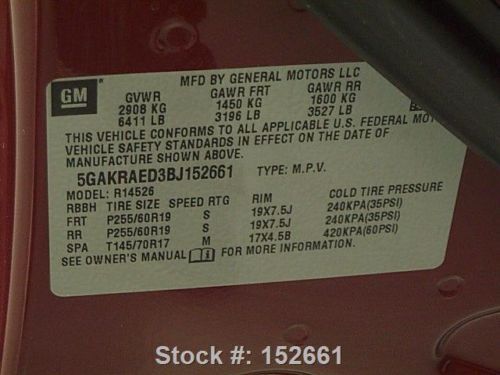 MFD BY GENERAL MOTORS LLC
GM
GVWR GAWR FRT GAWR RR
2908 KG 1450 KG 1600 KG
6411 LB 3196 LB 3527 LB
THIS VEHICLE CONFORMS TO ALL APPLICABLE U.S. FEDERAL
VEHICLE SAFETY STANDARDS IN EFFECT ON THE DATE OF
MANUFACTURE SHOWN ABOVE.
5GAKRAED3BJ152661 TYPE: M.P.V.
MODEL: R14526
RBBH TIRE SIZE SPEED RTG RIM COLD TIRE PRESSURE
FRT P255/60R19 S 19X7.5J 240KPA(35PSI)
RR P255/60R19 S 19X7.5J 240KPA(35PSI)
SPA T145/70R17 M 17X4.5B 420KPA(60PSI)
SEE OWNER'S MANUAL FOR MORE INFORMATION.
Stock #: 152661